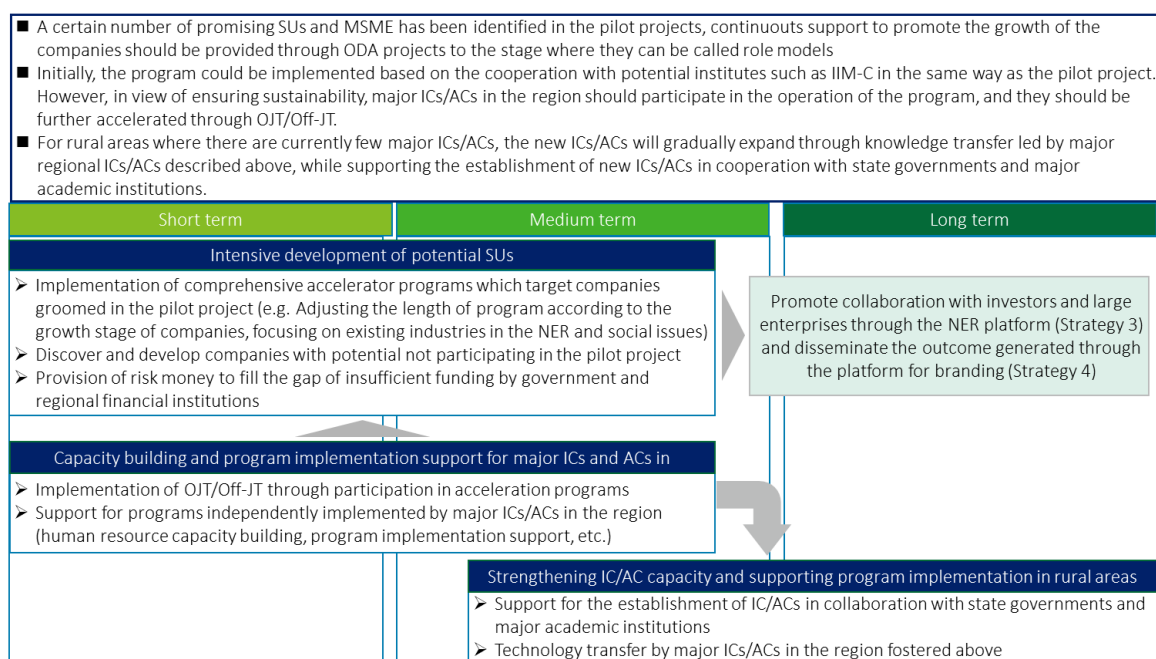 ■ A certain number of promising SUs and MSME has been identified in the pilot projects, continuouts support to promote the growth of the
companies should be provided through ODA projects to the stage where they can be called role models
■ Initially, the program could be implemented based on the cooperation with potential institutes such as IIM-C in the same way as the pilot project.
However, in view of ensuring sustainability, major ICs/ACs in the region should participate in the operation of the program, and they should be
further accelerated through OJT/Off-JT.
■ For rural areas where there are currently few major ICs/ACs, the new ICs/ACs will gradually expand through knowledge transfer led by major
regional ICs/ACs described above, while supporting the establishment of new ICs/ACs in cooperation with state governments and major
academic institutions.
Short term
Medium term
Long term
Intensive development of potential SUs
➢ Implementation of comprehensive accelerator programs which target companies
groomed in the pilot project (e.g. Adjusting the length of program according to the
growth stage of companies, focusing on existing industries in the NER and social issues)
➢ Discover and develop companies with potential not participating in the pilot project
➢ Provision of risk money to fill the gap of insufficient funding by government and
regional financial institutions
Promote collaboration with investors and large
enterprises through the NER platform (Strategy 3)
and disseminate the outcome generated through
the platform for branding (Strategy 4)
Capacity building and program implementation support for major ICs and ACs in
➢ Implementation of OJT/Off-JT through participation in acceleration programs
➢ Support for programs independently implemented by major ICs/ACs in the region
(human resource capacity building, program implementation support, etc.)
Strengthening IC/AC capacity and supporting program implementation in rural areas
➢ Support for the establishment of IC/ACs in collaboration with state governments and
major academic institutions
➢ Technology transfer by major ICs/ACs in the region fostered above